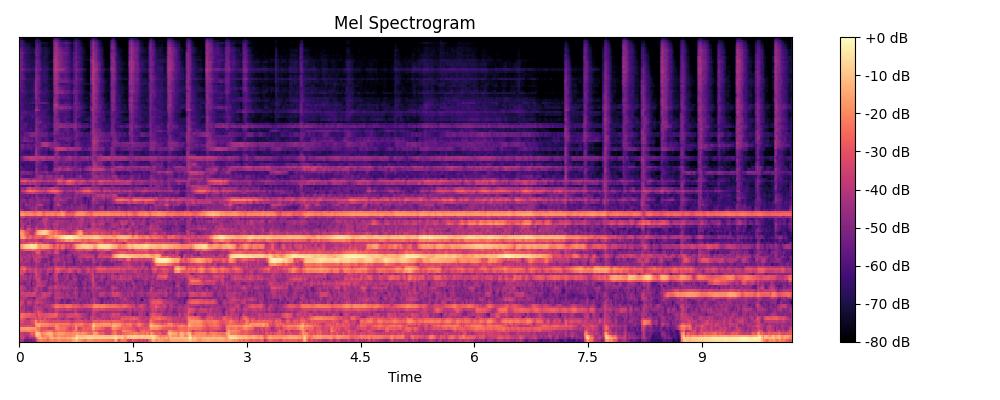 Mel Spectrogram
+0 dB
-10 dB
-20 dB
-30 dB
-40 dB
-50 dB
-60 dB
-70 dB
-80 dB
0 1.5 3 4.5 6 7.5 9
Time